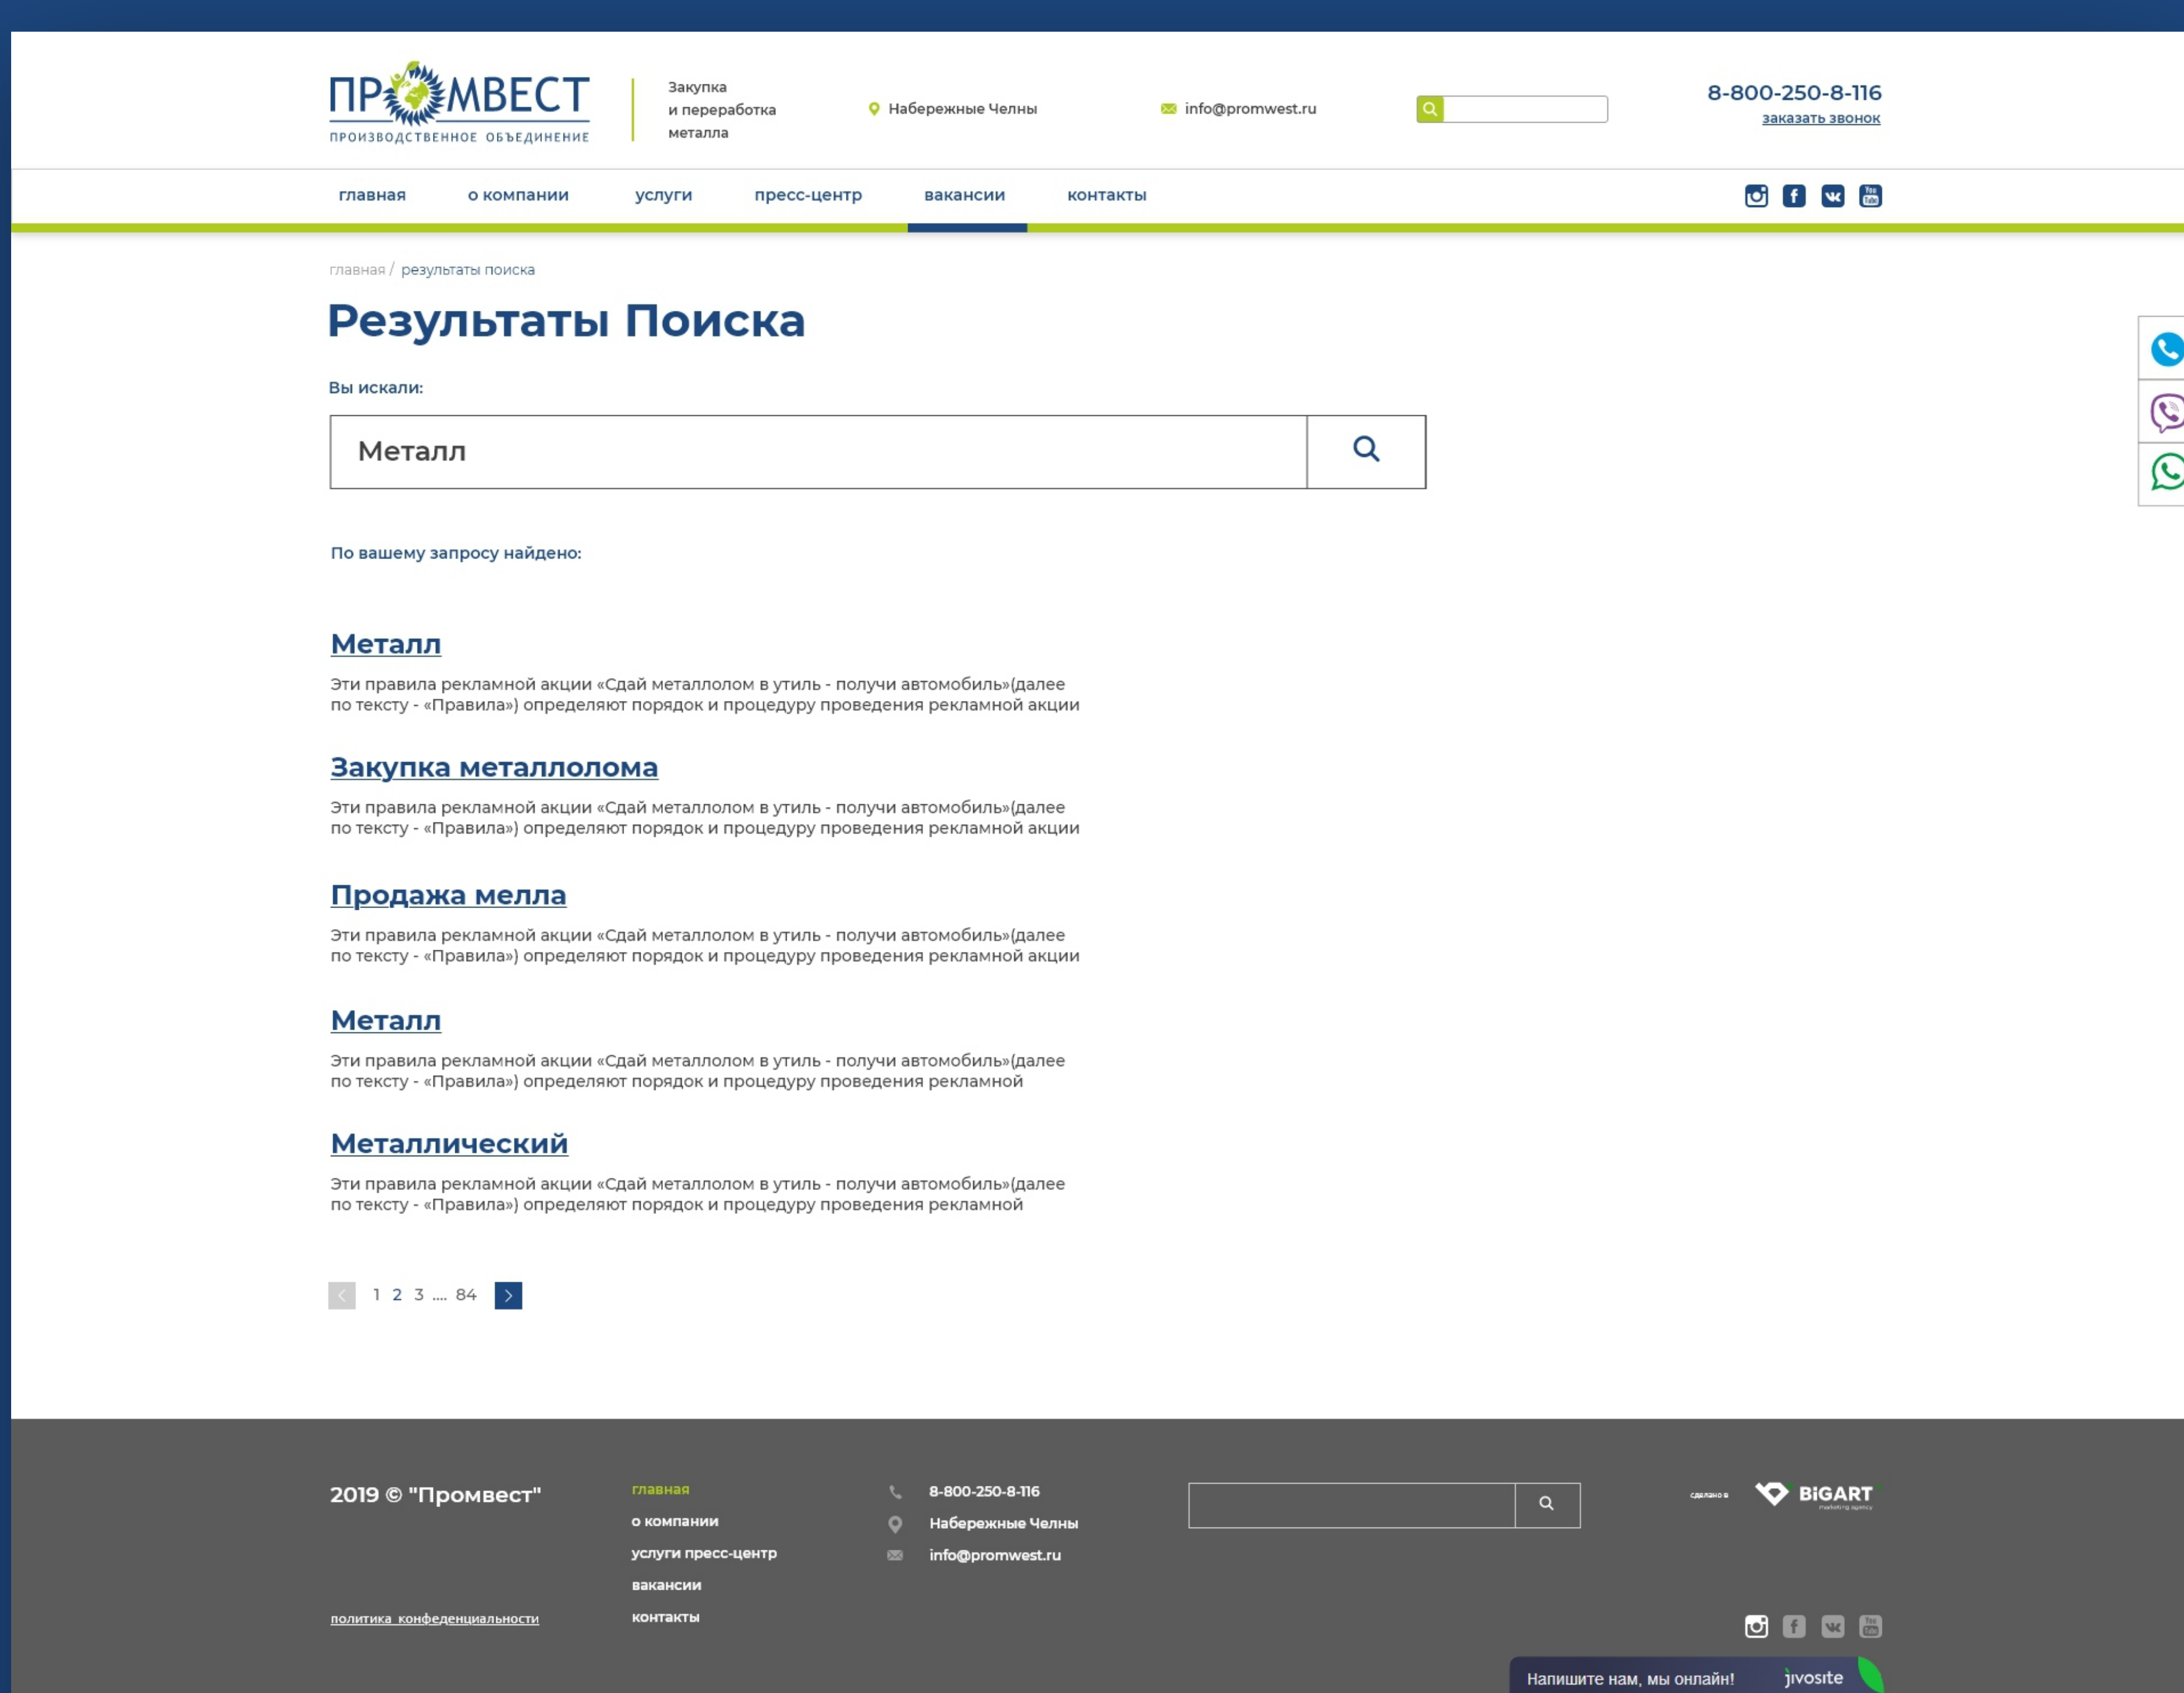 ПРОМВЕСТ
ПРОИЗВОДСТВЕННОЕ ОБЪЕДИНЕНИЕ
Закупка
и переработка
металла
Набережные Челны
info@promwest.ru
8-800-250-8-116
заказать звонок
главная о компании услуги пресс-центр вакансии контакты
главная / результаты поиска
Результаты Поиска
Вы искали:
Металл
По вашему запросу найдено:
Металл
Эти правила рекламной акции «Сдай металлолом в утиль - получи автомобиль»(далее
по тексту - «Правила») определяют порядок и процедуру проведения рекламной акции
Закупка металлолома
Эти правила рекламной акции «Сдай металлолом в утиль - получи автомобиль»(далее
по тексту - «Правила») определяют порядок и процедуру проведения рекламной акции
Продажа мелла
Эти правила рекламной акции «Сдай металлолом в утиль - получи автомобиль»(далее
по тексту - «Правила») определяют порядок и процедуру проведения рекламной акции
Металл
Эти правила рекламной акции «Сдай металлолом в утиль - получи автомобиль»(далее
по тексту - «Правила») определяют порядок и процедуру проведения рекламной
Металлический
Эти правила рекламной акции «Сдай металлолом в утиль - получи автомобиль»(далее
по тексту - «Правила») определяют порядок и процедуру проведения рекламной
1 2 3 .... 84
2019 © "Промвест"
политика конфеденциальности
главная
о компании
услуги пресс-центр
вакансии
контакты
8-800-250-8-116
Набережные Челны
info@promwest.ru
сделано в
BiGART
marketing agency
You Tube
Напишите нам, мы онлайн! jivosite